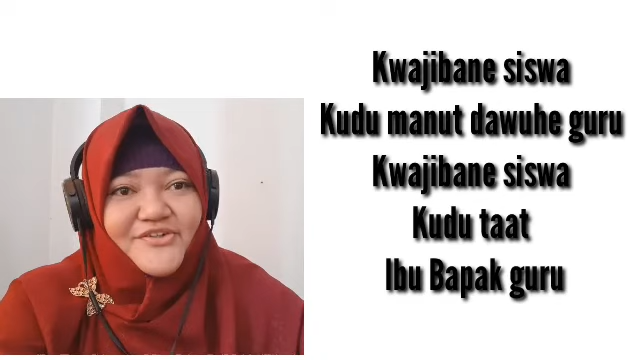 Kwajibane siswa
Kudu manut dawuhe guru
Kwajibane siswa
Kudu taat
Ibu Bapak guru